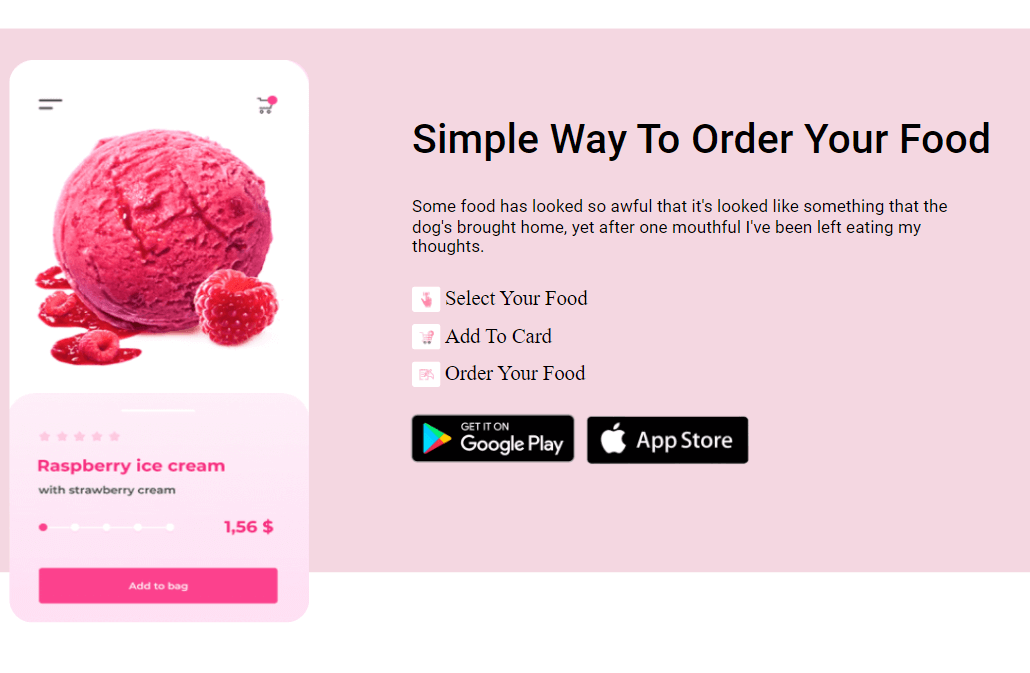 Simple Way To Order Your Food
Some food has looked so awful that it's looked like something that the
dog's brought home, yet after one mouthful I've been left eating my
thoughts.
Select Your Food
Add To Card
Order Your Food
GET IT ON
Google Play
App Store
Raspberry ice cream
with strawberry cream
1,56 $
Add to bag